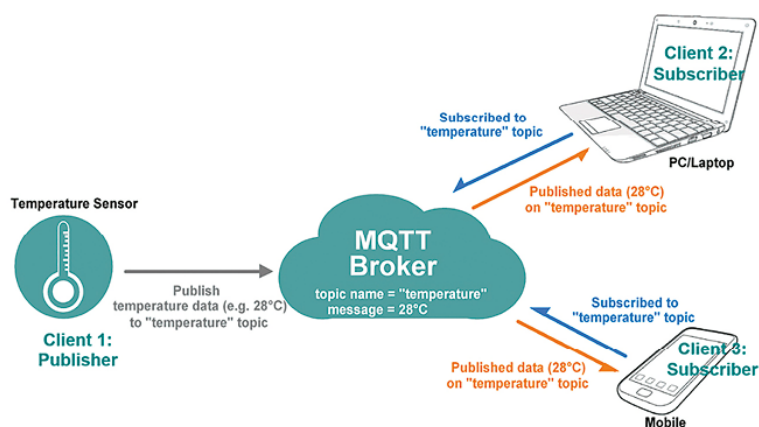 Client 2:
Subscriber
Subscribed to
"temperature" topic
PC/Laptop
Published data (28°C)
on "temperature" topic
Temperature Sensor
MQTT
Broker
topic name = "temperature"
message = 28°C
Publish
temperature data (e.g. 28°C)
to "temperature" topic
Client 1:
Publisher
Subscribed to
"temperature" topic
Client 3:
Subscriber
Published data (28°C)
on "temperature" topic
Mobile